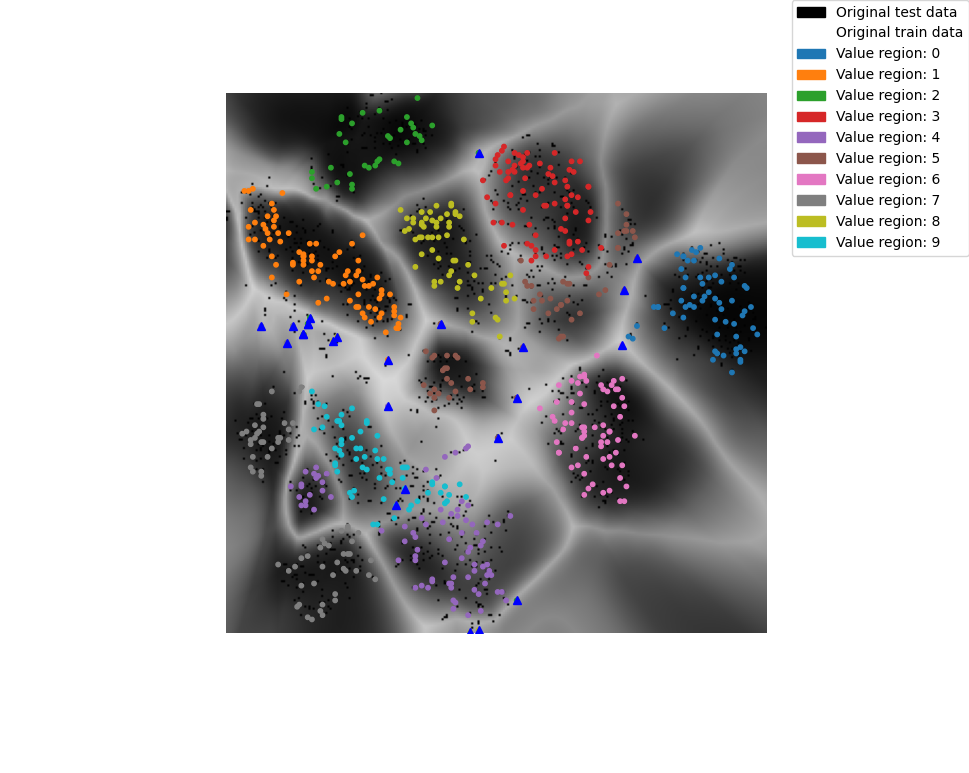 Original test data
Original train data
Value region: 0
Value region: 1
Value region: 2
Value region: 3
Value region: 4
Value region: 5
Value region: 6
Value region: 7
Value region: 8
Value region: 9